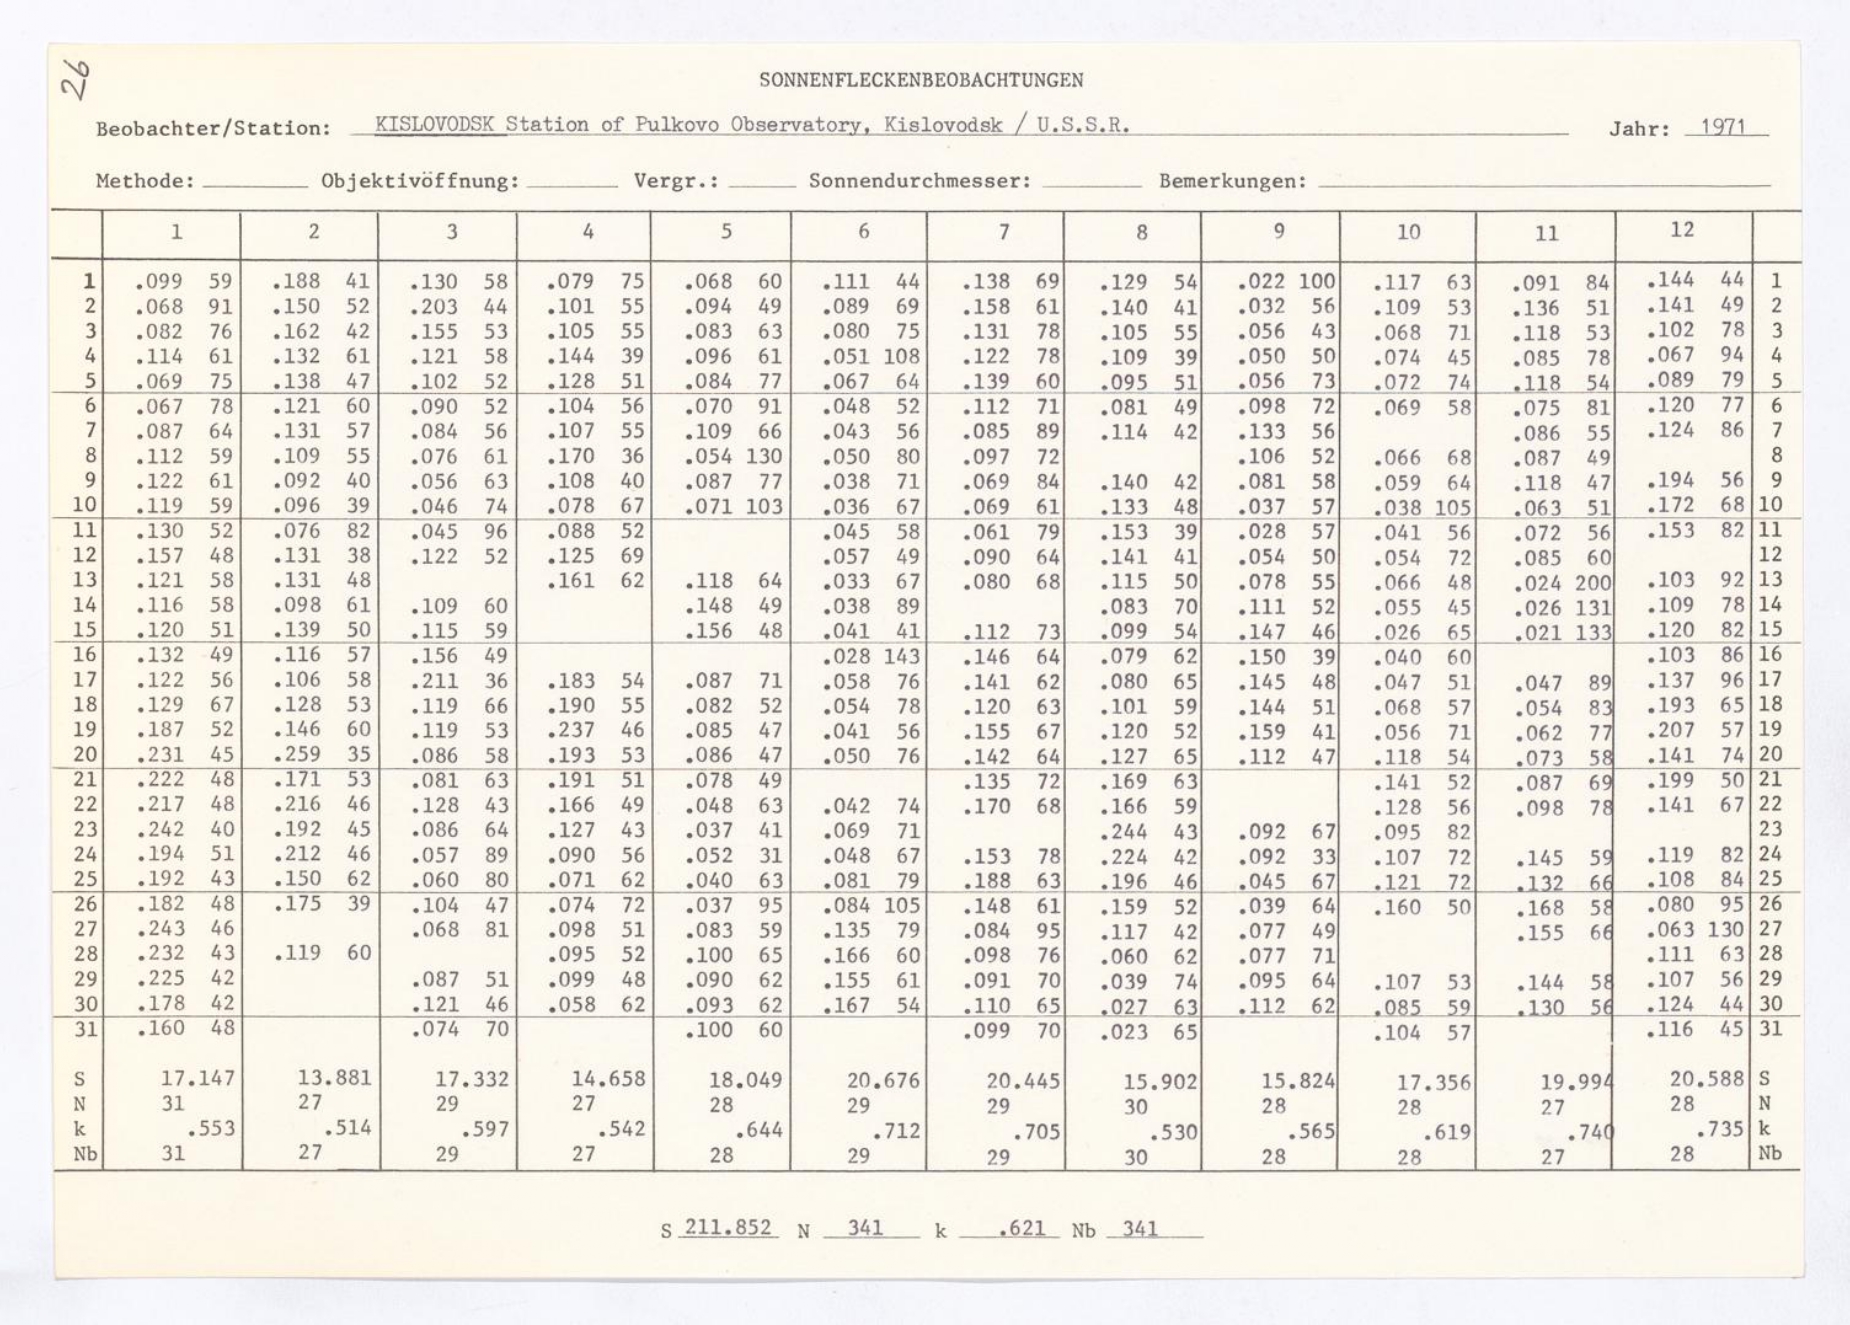 26
SONNENFLECKENBEOBACHTUNGEN
Beobachter/Station: KISLOVODSK Station of Pulkovo Observatory, Kislovodsk / U.S.S.R. Jahr: 1971
Methode: Objektivöffnung: Vergr.: Sonnendurchmesser: Bemerkungen:
1 2 3 4 5 6 7 8 9 10 11 12
1 .099 59 .188 41 .130 58 .079 75 .068 60 .111 44 .138 69 .129 54 .022 100 .117 63 .091 84 .144 44 1
2 .068 91 .150 52 .203 44 .101 55 .094 49 .089 69 .158 61 .140 41 .032 56 .109 53 .136 51 .141 49 2
3 .082 76 .162 42 .155 53 .105 55 .083 63 .080 75 .131 78 .105 55 .056 43 .068 71 .118 53 .102 78 3
4 .114 61 .132 61 .121 58 .144 39 .096 61 .051 108 .122 78 .109 39 .050 50 .074 45 .085 78 .067 94 4
5 .069 75 .138 47 .102 52 .128 51 .084 77 .067 64 .139 60 .095 51 .056 73 .072 74 .118 54 .089 79 5
6 .067 78 .121 60 .090 52 .104 56 .070 91 .048 52 .112 71 .081 49 .098 72 .069 58 .075 81 .120 77 6
7 .087 64 .131 57 .084 56 .107 55 .109 66 .043 56 .085 89 .114 42 .133 56 .086 55 .124 86 7
8 .112 59 .109 55 .076 61 .170 36 .054 130 .050 80 .097 72 .106 52 .066 68 .087 49 8
9 .122 61 .092 40 .056 63 .108 40 .087 77 .038 71 .069 84 .140 42 .081 58 .059 64 .118 47 .194 56 9
10 .119 59 .096 39 .046 74 .078 67 .071 103 .036 67 .069 61 .133 48 .037 57 .038 105 .063 51 .172 68 10
11 .130 52 .076 82 .045 96 .088 52 .045 58 .061 79 .153 39 .028 57 .041 56 .072 56 .153 82 11
12 .157 48 .131 38 .122 52 .125 69 .057 49 .090 64 .141 41 .054 50 .054 72 .085 60 12
13 .121 58 .131 48 .161 62 .118 64 .033 67 .080 68 .115 50 .078 55 .066 48 .024 200 .103 92 13
14 .116 58 .098 61 .109 60 .148 49 .038 89 .083 70 .111 52 .055 45 .026 131 .109 78 14
15 .120 51 .139 50 .115 59 .156 48 .041 41 .112 73 .099 54 .147 46 .026 65 .021 133 .120 82 15
16 .132 49 .116 57 .156 49 .028 143 .146 64 .079 62 .150 39 .040 60 .103 86 16
17 .122 56 .106 58 .211 36 .183 54 .087 71 .058 76 .141 62 .080 65 .145 48 .047 51 .047 89 .137 96 17
18 .129 67 .128 53 .119 66 .190 55 .082 52 .054 78 .120 63 .101 59 .144 51 .068 57 .054 83 .193 65 18
19 .187 52 .146 60 .119 53 .237 46 .085 47 .041 56 .155 67 .120 52 .159 41 .056 71 .062 77 .207 57 19
20 .231 45 .259 35 .086 58 .193 53 .086 47 .050 76 .142 64 .127 65 .112 47 .118 54 .073 58 .141 74 20
21 .222 48 .171 53 .081 63 .191 51 .078 49 .135 72 .169 63 .141 52 .087 69 .199 50 21
22 .217 48 .216 46 .128 43 .166 49 .048 63 .042 74 .170 68 .166 59 .128 56 .098 78 .141 67 22
23 .242 40 .192 45 .086 64 .127 43 .037 41 .069 71 .244 43 .092 67 .095 82 23
24 .194 51 .212 46 .057 89 .090 56 .052 31 .048 67 .153 78 .224 42 .092 33 .107 72 .145 59 .119 82 24
25 .192 43 .150 62 .060 80 .071 62 .040 63 .081 79 .188 63 .196 46 .045 67 .121 72 .132 66 .108 84 25
26 .182 48 .175 39 .104 47 .074 72 .037 95 .084 105 .148 61 .159 52 .039 64 .160 50 .168 58 .080 95 26
27 .243 46 .068 81 .098 51 .083 59 .135 79 .084 95 .117 42 .077 49 .155 66 .063 130 27
28 .232 43 .119 60 .095 52 .100 65 .166 60 .098 76 .060 62 .077 71 .111 63 28
29 .225 42 .087 51 .099 48 .090 62 .155 61 .091 70 .039 74 .095 64 .107 53 .144 58 .107 56 29
30 .178 42 .121 46 .058 62 .093 62 .167 54 .110 65 .027 63 .112 62 .085 59 .130 56 .124 44 30
31 .160 48 .074 70 .100 60 .099 70 .023 65 .104 57 .116 45 31
S 17.147 13.881 17.332 14.658 18.049 20.676 20.445 15.902 15.824 17.356 19.994 20.588 S
N 31 27 29 27 28 29 29 30 28 28 27 28 N
k .553 .514 .597 .542 .644 .712 .705 .530 .565 .619 .740 .735 k
Nb 31 27 29 27 28 29 29 30 28 28 27 28 Nb
S 211.852 N 341 k .621 Nb 341